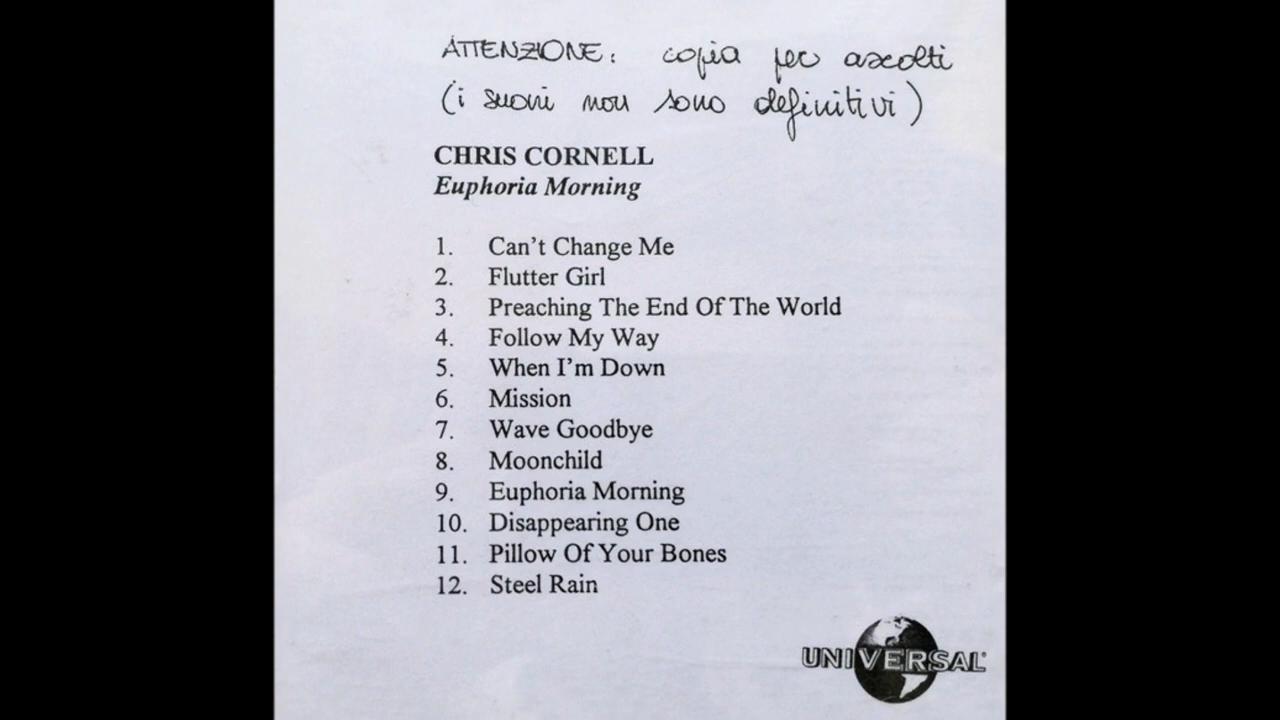 ATTENZIONE: copia per ascolti
(i suoni non sono definitivi)
CHRIS CORNELL
Euphoria Morning
1. Can't Change Me
2. Flutter Girl
3. Preaching The End Of The World
4. Follow My Way
5. When I'm Down
6. Mission
7. Wave Goodbye
8. Moonchild
9. Euphoria Morning
10. Disappearing One
11. Pillow Of Your Bones
12. Steel Rain
UNIVERSAL